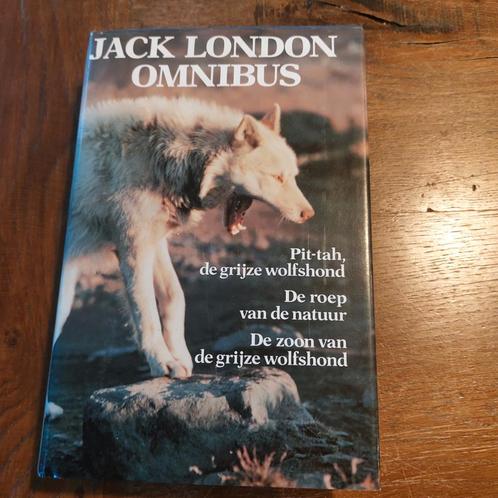 JACK LONDON
OMNIBUS
Pit-tah,
de grijze wolfshond
De roep
van de natuur
De zoon van
de grijze wolfshond